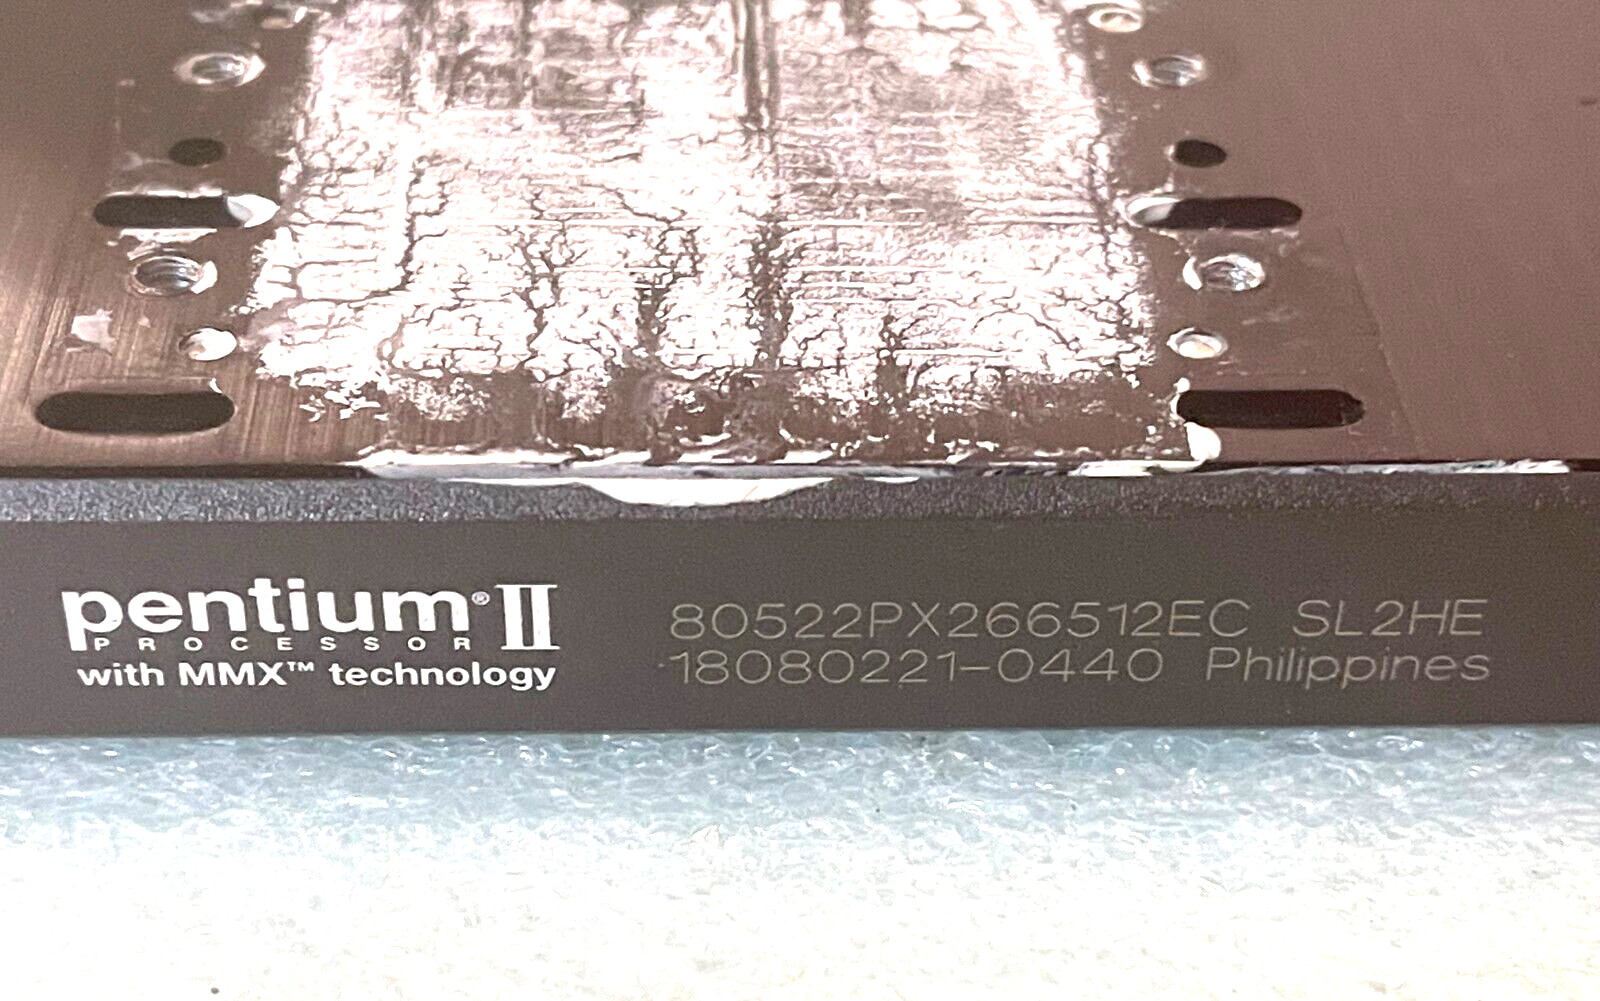 pentium® II
PROCESSOR
with MMX™ technology
80522PX266512EC SL2HE
18080221-0440 Philippines